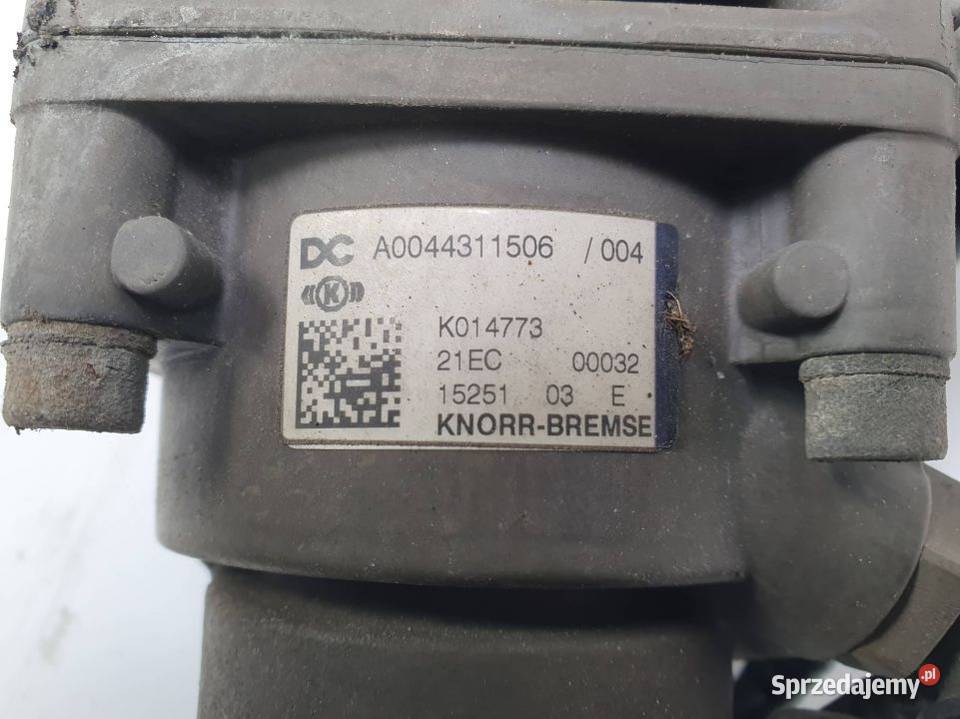 DC A0044311506 / 004
K
K014773
21EC 00032
15251 03 E
KNORR-BREMSE
Sprzedajemy.pl